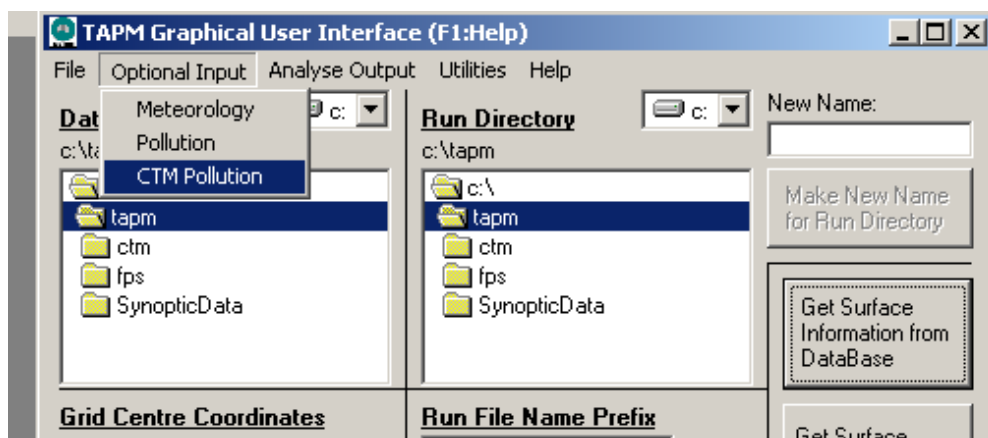 TAPM Graphical User Interface (F1:Help)
File Optional Input Analyse Output Utilities Help
Meteorology
Pollution
CTM Pollution
Dat
c:
c:\ta
tapm
ctm
fps
SynopticData
Run Directory
c:
c:\tapm
c:\
tapm
ctm
fps
SynopticData
New Name:
Make New Name
for Run Directory
Get Surface
Information from
DataBase
Grid Centre Coordinates
Run File Name Prefix
Get Surface